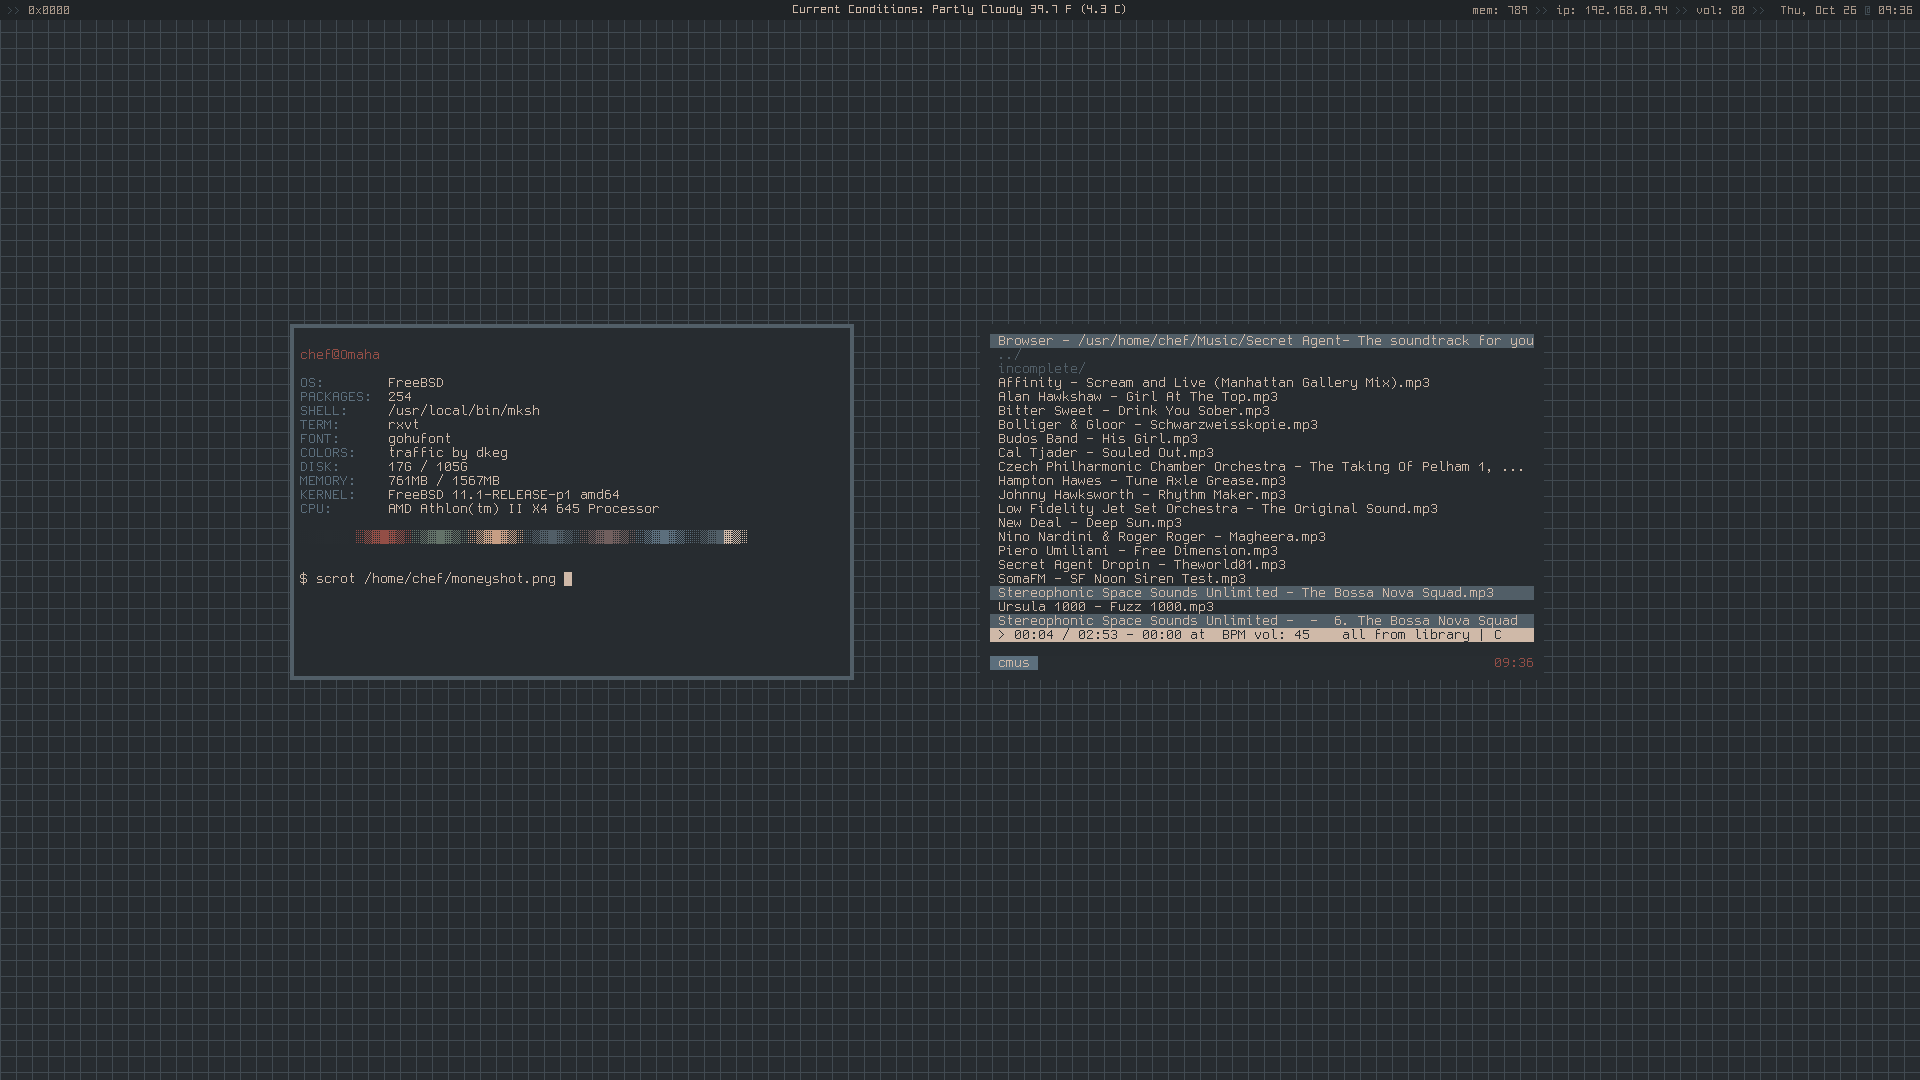 >> 0x0000
Current Conditions: Partly Cloudy 39.7 F (4.3 C)
mem: 789 >> ip: 192.168.0.94 >> vol: 80 >> Thu, Oct 26 @ 09:36
chef@Omaha
OS: FreeBSD
PACKAGES: 254
SHELL: /usr/local/bin/mksh
TERM: rxvt
FONT: gohufont
COLORS: traffic by dkeg
DISK: 17G / 105G
MEMORY: 761MB / 1567MB
KERNEL: FreeBSD 11.1-RELEASE-p1 amd64
CPU: AMD Athlon(tm) II X4 645 Processor
$ scrot /home/chef/moneyshot.png
Browser - /usr/home/chef/Music/Secret Agent- The soundtrack for you
../
incomplete/
Affinity - Scream and Live (Manhattan Gallery Mix).mp3
Alan Hawkshaw - Girl At The Top.mp3
Bitter Sweet - Drink You Sober.mp3
Bolliger & Gloor - Schwarzweisskopie.mp3
Budos Band - His Girl.mp3
Cal Tjader - Souled Out.mp3
Czech Philharmonic Chamber Orchestra - The Taking Of Pelham 1, ...
Hampton Hawes - Tune Axle Grease.mp3
Johnny Hawksworth - Rhythm Maker.mp3
Low Fidelity Jet Set Orchestra - The Original Sound.mp3
New Deal - Deep Sun.mp3
Nino Nardini & Roger Roger - Magheera.mp3
Piero Umiliani - Free Dimension.mp3
Secret Agent Dropin - Theworld01.mp3
SomaFM - SF Noon Siren Test.mp3
Stereophonic Space Sounds Unlimited - The Bossa Nova Squad.mp3
Ursula 1000 - Fuzz 1000.mp3
Stereophonic Space Sounds Unlimited - - 6. The Bossa Nova Squad
> 00:04 / 02:53 - 00:00 at BPM vol: 45 all from library | C
cmus 09:36